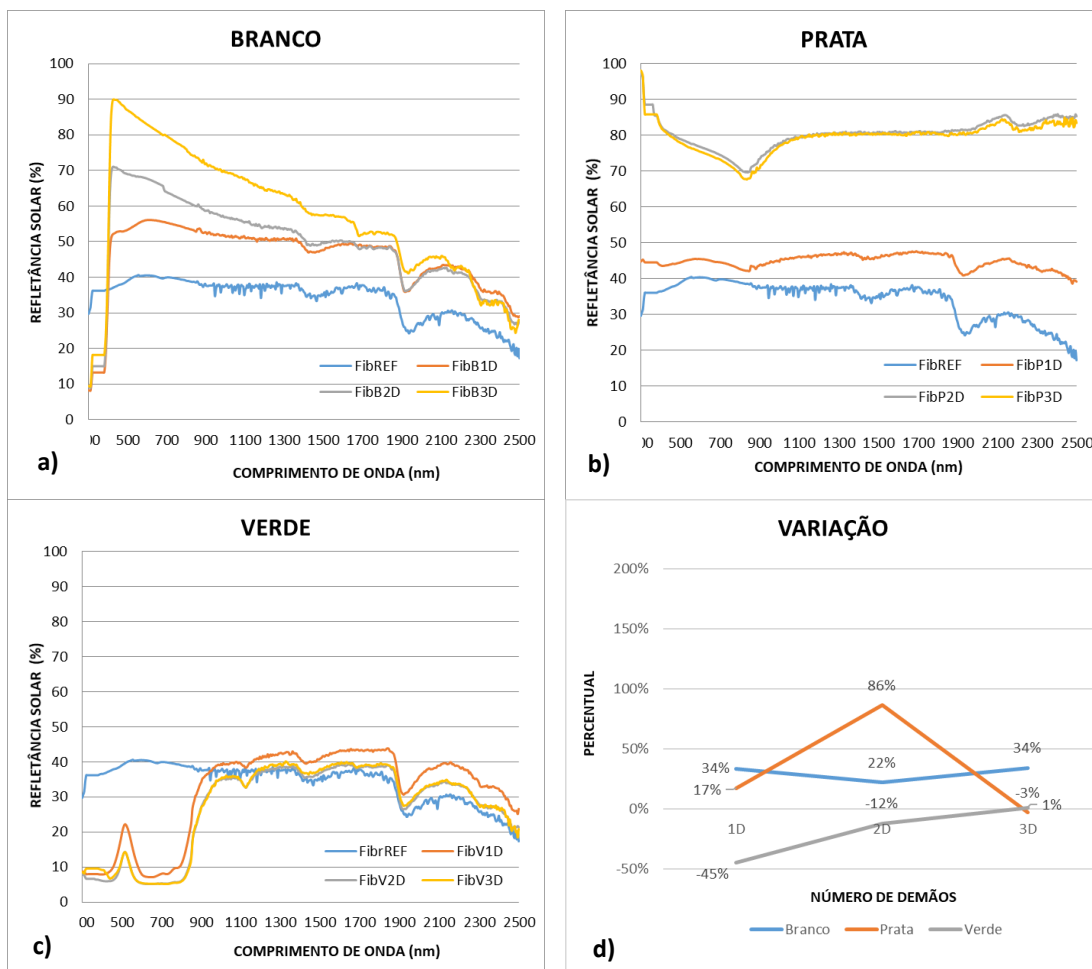 BRANCO
REFLETÂNCIA SOLAR (%)
100
90
80
70
60
50
40
30
20
10
0
00 500 700 900 1100 1300 1500 1700 1900 2100 2300 2500
FibREF FibB1D
FibB2D FibB3D
a)
COMPRIMENTO DE ONDA (nm)
PRATA
REFLETÂNCIA SOLAR (%)
100
90
80
70
60
50
40
30
20
10
0
00 500 700 900 1100 1300 1500 1700 1900 2100 2300 2500
FibREF FibP1D
FibP2D FibP3D
b)
COMPRIMENTO DE ONDA (nm)
VERDE
REFLETÂNCIA SOLAR (%)
100
90
80
70
60
50
40
30
20
10
0
00 500 700 900 1100 1300 1500 1700 1900 2100 2300 2500
FibrREF FibV1D
FibV2D FibV3D
c)
COMPRIMENTO DE ONDA (nm)
VARIAÇÃO
PERCENTUAL
200%
150%
100%
50%
0%
-50%
86%
34% 22% 34%
17% -12% -3% 1%
-45%
1D 2D 3D
NÚMERO DE DEMÃOS
Branco Prata Verde
d)